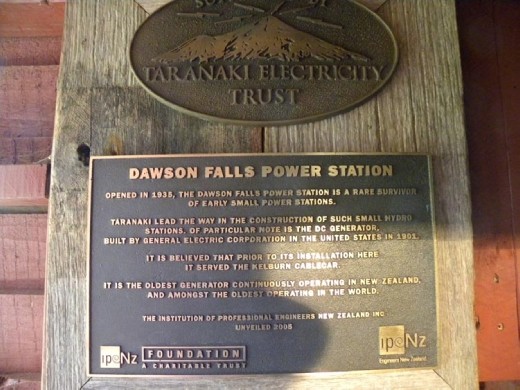 OF
TARANAKI ELECTRICITY
TRUST
DAWSON FALLS POWER STATION
OPENED IN 1935, THE DAWSON FALLS POWER STATION IS A RARE SURVIVOR
OF EARLY SMALL POWER STATIONS.
TARANAKI LEAD THE WAY IN THE CONSTRUCTION OF SUCH SMALL HYDRO
STATIONS. OF PARTICULAR NOTE IS THE DC GENERATOR,
BUILT BY GENERAL ELECTRIC CORPORATION IN THE UNITED STATES IN 1901.
IT IS BELIEVED THAT PRIOR TO ITS INSTALLATION HERE
IT SERVED THE KELBURN CABLECAR.
IT IS THE OLDEST GENERATOR CONTINUOUSLY OPERATING IN NEW ZEALAND,
AND AMONGST THE OLDEST OPERATING IN THE WORLD.
THE INSTITUTION OF PROFESSIONAL ENGINEERS NEW ZEALAND INC
UNVEILED
ipeNz
FOUNDATION
A CHARITABLE TRUST
ipeNz
Engineers New Zealand